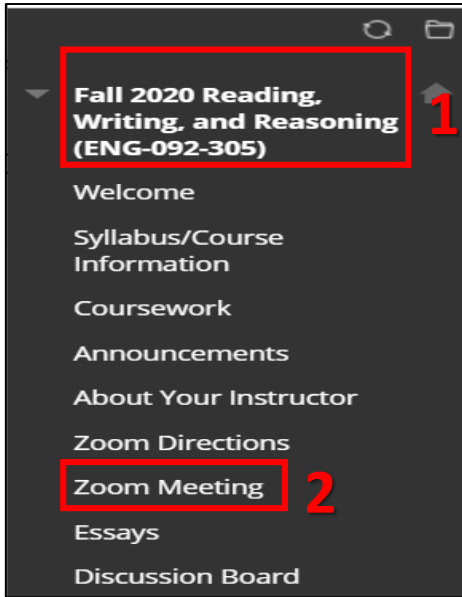 Fall 2020 Reading,
Writing, and Reasoning
(ENG-092-305)
1
Welcome
Syllabus/Course
Information
Coursework
Announcements
About Your Instructor
Zoom Directions
Zoom Meeting
2
Essays
Discussion Board